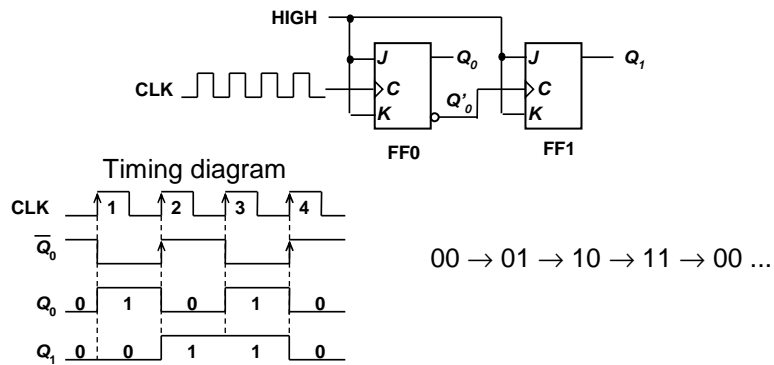 HIGH
J
Q0
J
Q1
CLK
C
Q'0
C
K
K
FF0
FF1
Timing diagram
CLK 1 2 3 4
Q̅0
00 → 01 → 10 → 11 → 00 ...
Q0 0 1 0 1 0
Q1 0 0 1 1 0